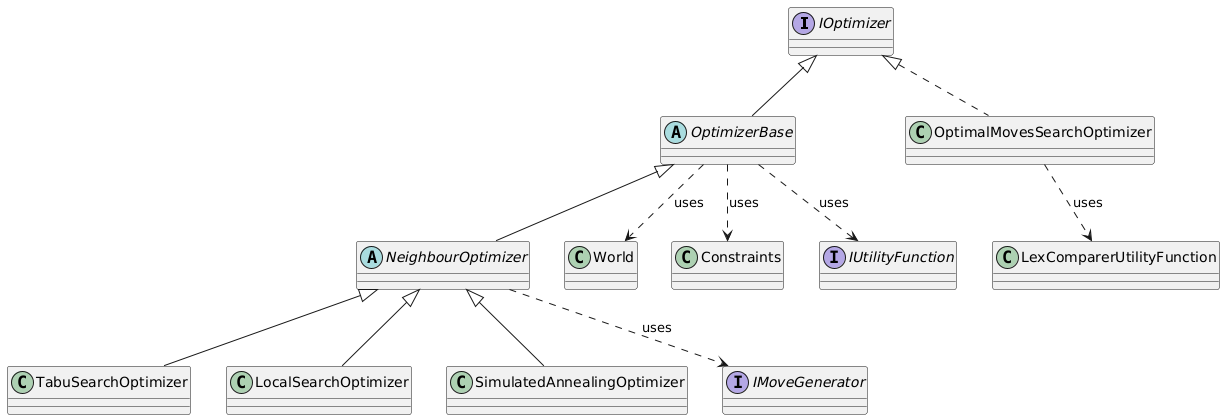 I IOptimizer
A OptimizerBase
C OptimalMovesSearchOptimizer
uses
uses
uses
uses
A NeighbourOptimizer
C World
C Constraints
I IUtilityFunction
C LexComparerUtilityFunction
uses
C TabuSearchOptimizer
C LocalSearchOptimizer
C SimulatedAnnealingOptimizer
I IMoveGenerator